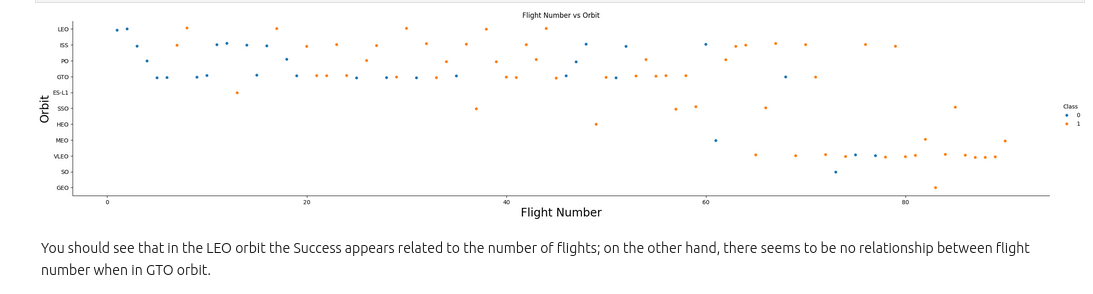 Flight Number vs Orbit
LEO
ISS
PO
GTO
ES-L1
SSO
HEO
MEO
VLEO
SO
GEO
Orbit
0 20 40 60 80
Flight Number
Class
0
1
You should see that in the LEO orbit the Success appears related to the number of flights; on the other hand, there seems to be no relationship between flight
number when in GTO orbit.